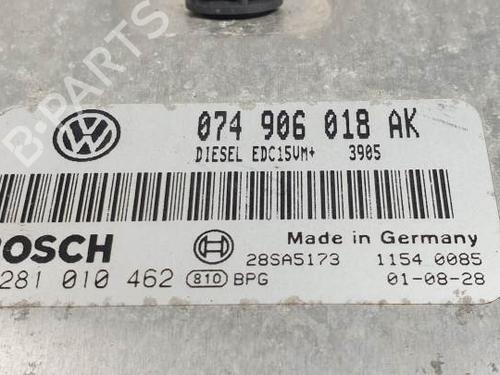 B-PARTS
074 906 018 AK
DIESEL EDC15VM+ 3905
BOSCH
Made in Germany
281 010 462 810 BPG
28SA5173 1154 0085
01-08-28